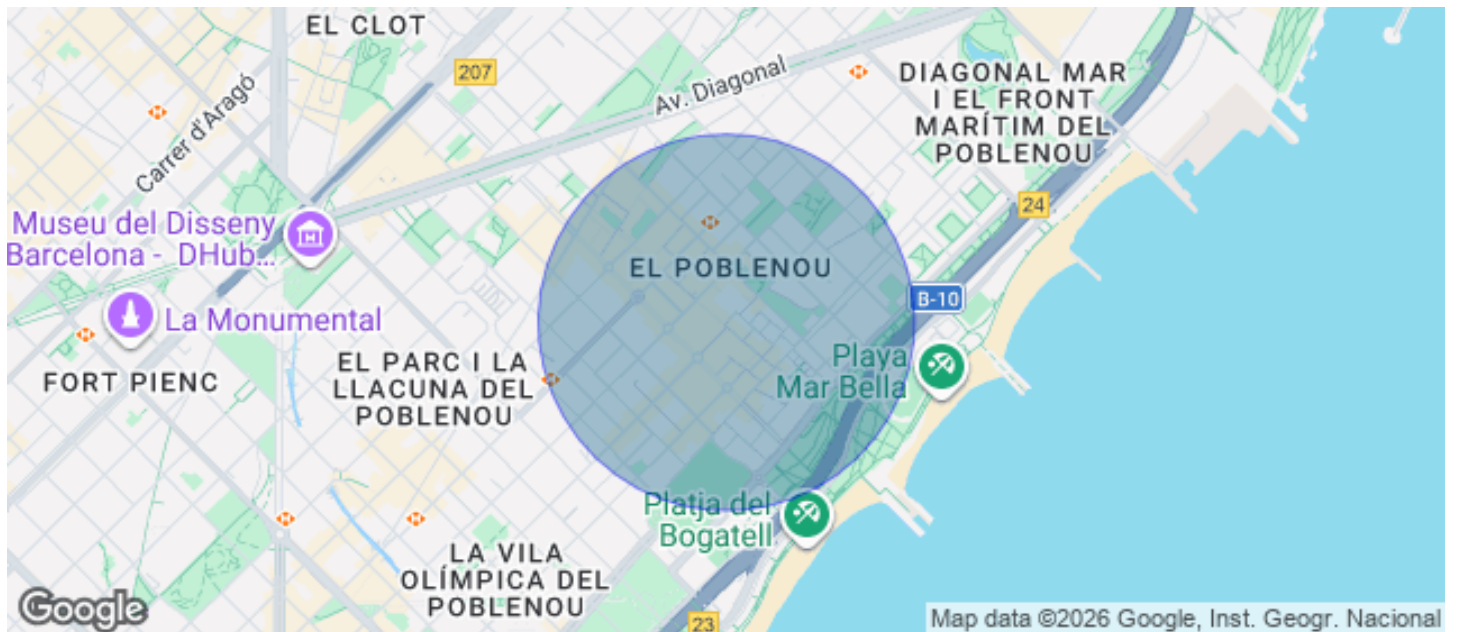 EL CLOT
207
Av. Diagonal
Carrer d'Aragó
DIAGONAL MAR
I EL FRONT
MARÍTIM DEL
POBLENOU
24
Museu del Disseny
Barcelona - DHub...
EL POBLENOU
B-10
La Monumental
EL PARC I LA
LLACUNA DEL
POBLENOU
FORT PIENC
Playa
Mar Bella
Platja del
Bogatell
LA VILA
OLÍMPICA DEL
POBLENOU
23
Google
Map data ©2026 Google, Inst. Geogr. Nacional